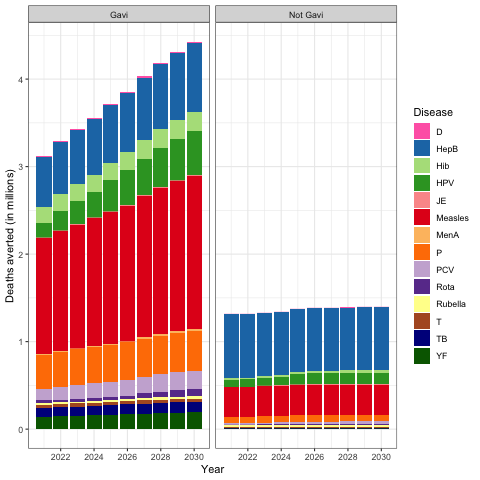 Gavi
Not Gavi
Deaths averted (in millions)
4
3
2
1
0
2022 2024 2026 2028 2030
2022 2024 2026 2028 2030
Year
Disease
D
HepB
Hib
HPV
JE
Measles
MenA
P
PCV
Rota
Rubella
T
TB
YF